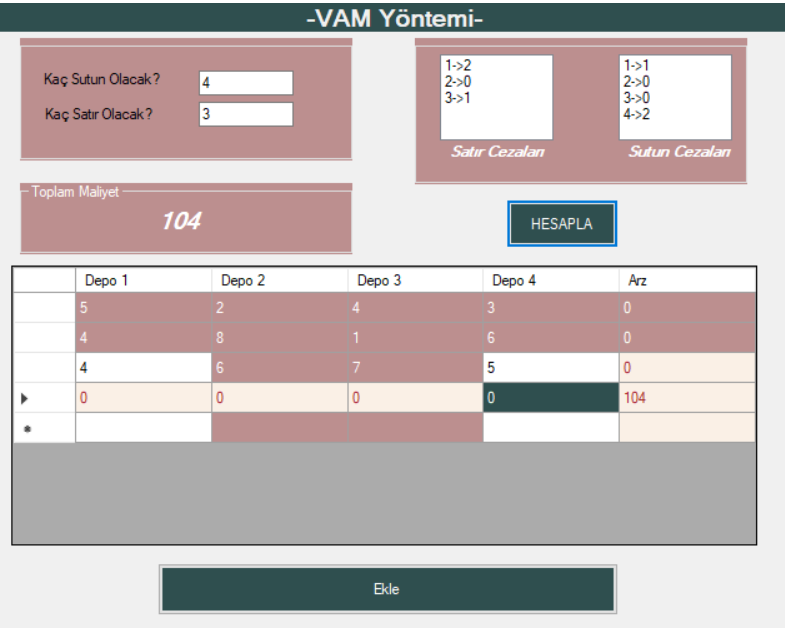 -VAM Yöntemi-
Kaç Sutun Olacak? 4
Kaç Satır Olacak? 3
1->2
2->0
3->1
Satır Cezaları
1->1
2->0
3->0
4->2
Sutun Cezaları
Toplam Maliyet
104
HESAPLA
Depo 1 Depo 2 Depo 3 Depo 4 Arz
5 2 4 3 0
4 8 1 6 0
4 6 7 5 0
0 0 0 0 104
Ekle